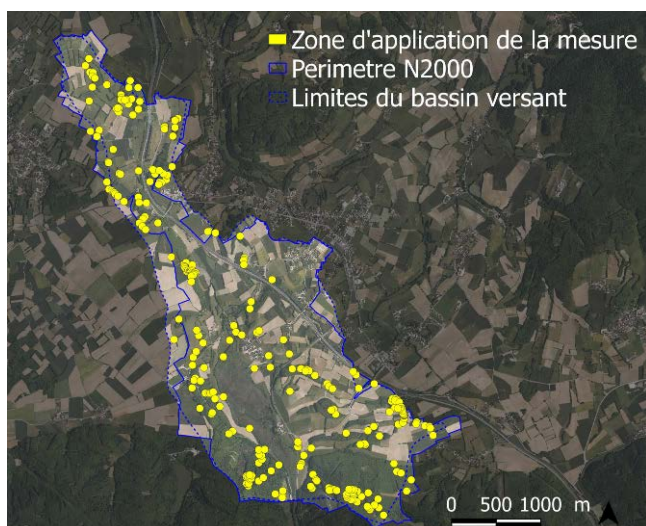 Zone d'application de la mesure
Perimetre N2000
Limites du bassin versant
0 500 1000 m